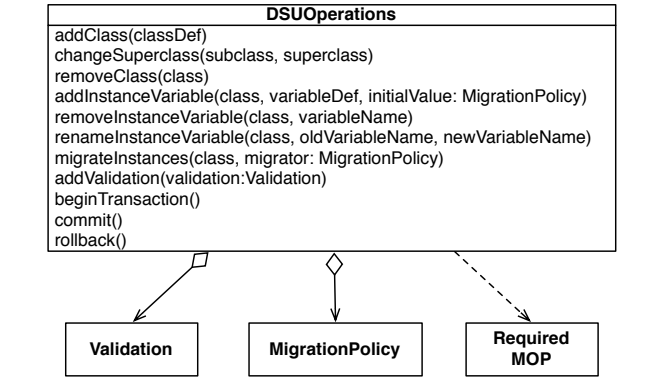 DSUOperations
addClass(classDef)
changeSuperclass(subclass, superclass)
removeClass(class)
addInstanceVariable(class, variableDef, initialValue: MigrationPolicy)
removeInstanceVariable(class, variableName)
renameInstanceVariable(class, oldVariableName, newVariableName)
migrateInstances(class, migrator: MigrationPolicy)
addValidation(validation:Validation)
beginTransaction()
commit()
rollback()
Validation
MigrationPolicy
Required
MOP